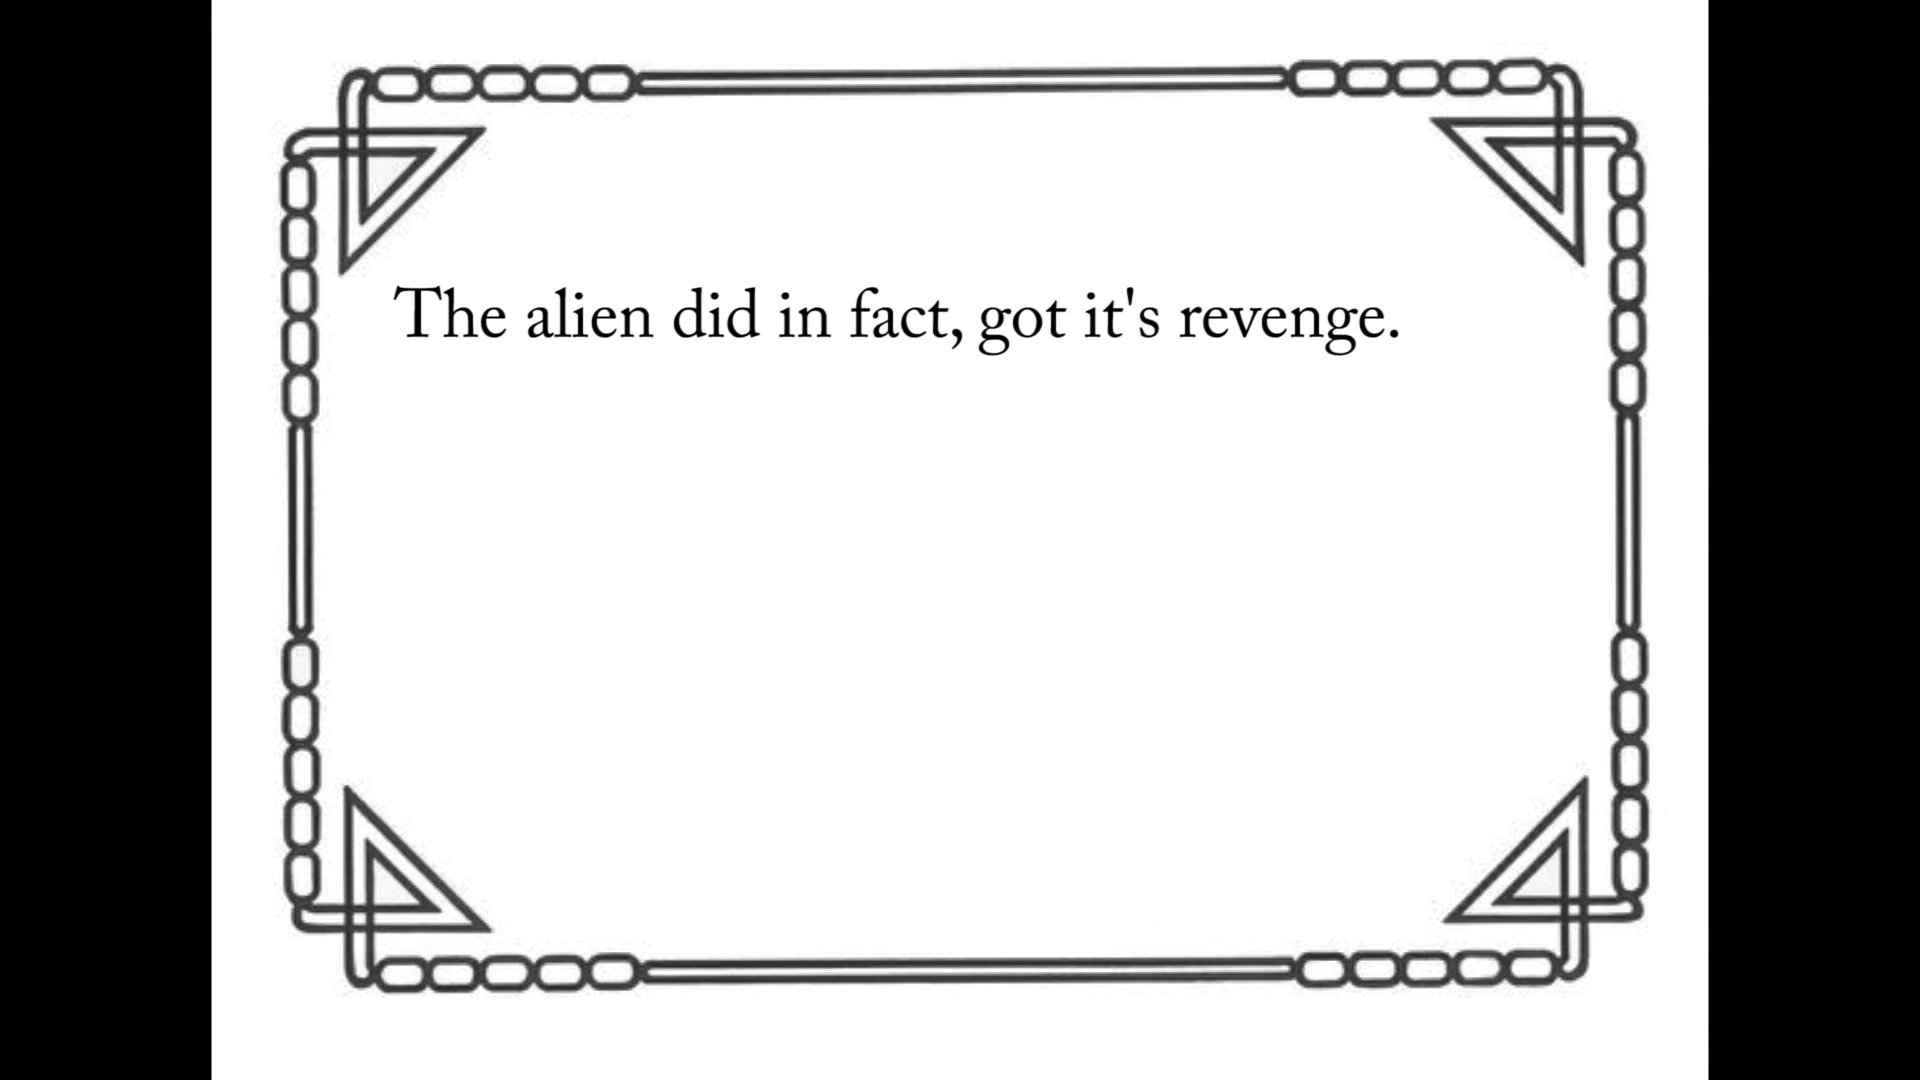 The alien did in fact, got it's revenge.